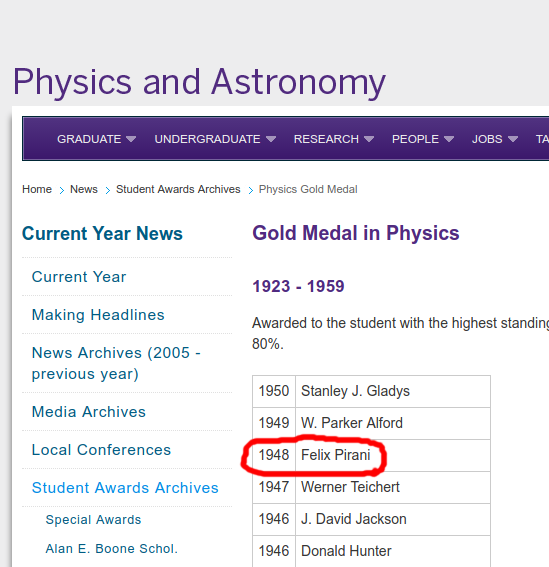 Physics and Astronomy
GRADUATE UNDERGRADUATE RESEARCH PEOPLE JOBS TA
Home > News > Student Awards Archives > Physics Gold Medal
Current Year News
Current Year
Making Headlines
News Archives (2005 -
previous year)
Media Archives
Local Conferences
Student Awards Archives
Special Awards
Alan E. Boone Schol.
Gold Medal in Physics
1923 - 1959
Awarded to the student with the highest standing
80%.
1950 Stanley J. Gladys
1949 W. Parker Alford
1948 Felix Pirani
1947 Werner Teichert
1946 J. David Jackson
1946 Donald Hunter